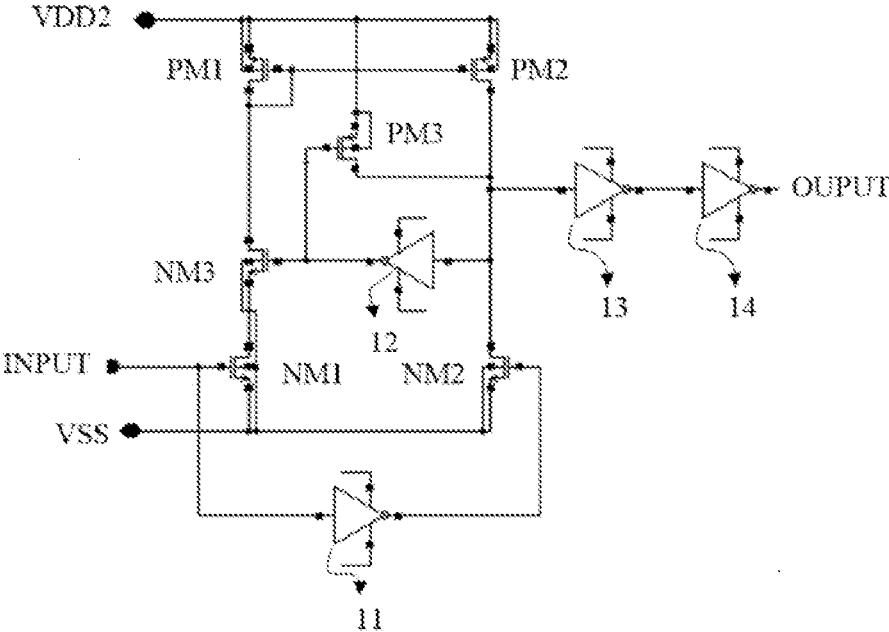 VDD2
PM1
PM2
PM3
OUPUT
NM3
12
13
14
INPUT
NM1
NM2
VSS
11